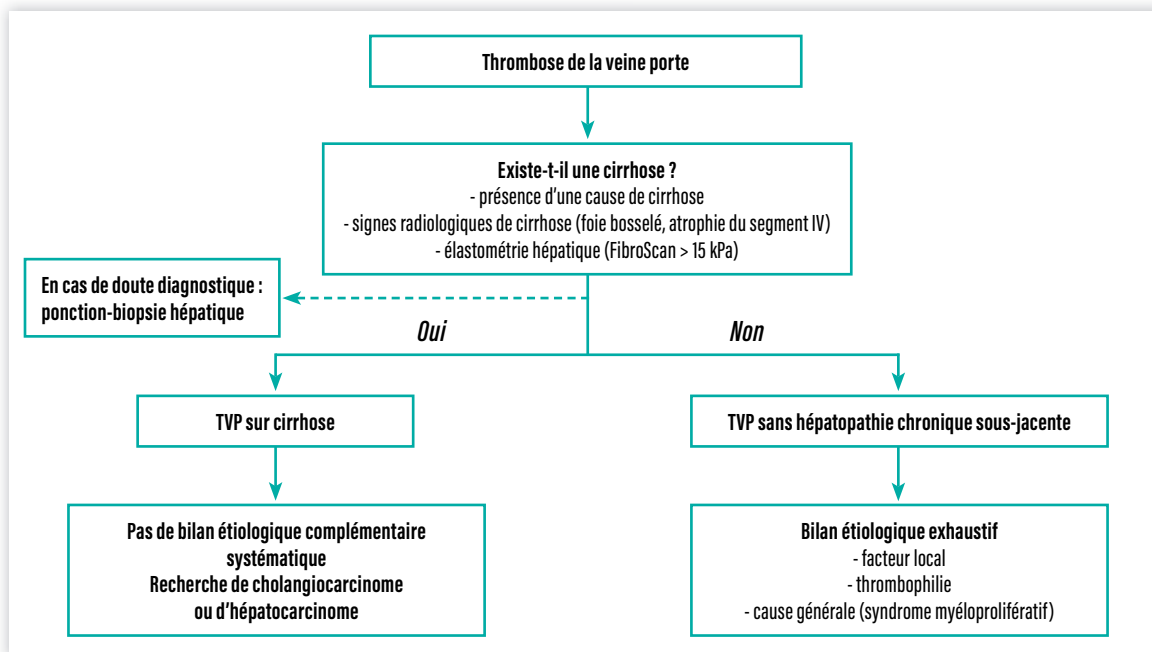 Thrombose de la veine porte
Existe-t-il une cirrhose ?
- présence d'une cause de cirrhose
- signes radiologiques de cirrhose (foie bosselé, atrophie du segment IV)
- élastométrie hépatique (FibroScan > 15 kPa)
En cas de doute diagnostique :
ponction-biopsie hépatique
Oui
Non
TVP sur cirrhose
TVP sans hépatopathie chronique sous-jacente
Pas de bilan étiologique complémentaire
systématique
Recherche de cholangiocarcinome
ou d'hépatocarcinome
Bilan étiologique exhaustif
- facteur local
- thrombophilie
- cause générale (syndrome myéloprolifératif)